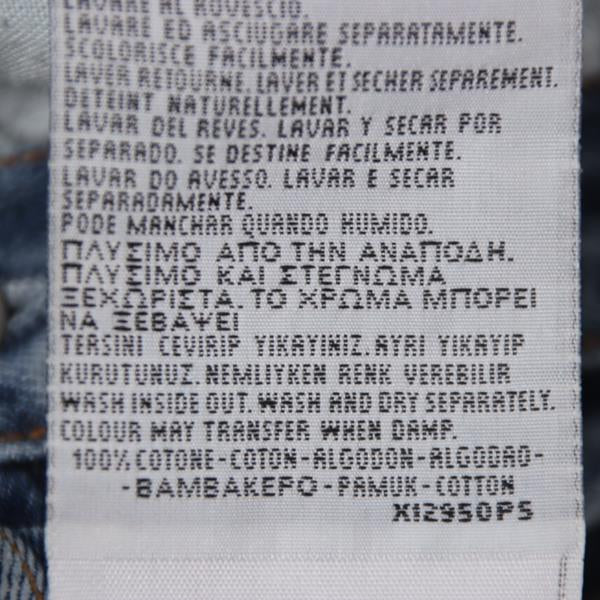 LAVARE AL ROVESCIO.
LAVARE ED ASCIUGARE SEPARATAMENTE.
SCOLORISCE FACILMENTE.
LAVER RETOURNE. LAVER ET SECHER SEPAREMENT.
DETEINT NATURELLEMENT.
LAVAR DEL REVES. LAVAR Y SECAR POR
SEPARADO. SE DESTINE FACILMENTE.
LAVAR DO AVESSO. LAVAR E SECAR
SEPARADAMENTE.
PODE MANCHAR QUANDO HUMIDO.
ΠΛΥΣΙΜΟ ΑΠΟ ΤΗΝ ΑΝΑΠΟΔΗ.
ΠΛΥΣΙΜΟ ΚΑΙ ΣΤΕΓΝΩΜΑ
ΞΕΧΩΡΙΣΤΑ. ΤΟ ΧΡΩΜΑ ΜΠΟΡΕΙ
ΝΑ ΞΕΒΑΨΕΙ
TERSINI CEVIRIP YIKAYINIZ. AYRI YIKAYIP
KURUTUNUZ. NEMLIYKEN RENK VEREBILIR
WASH INSIDE OUT. WASH AND DRY SEPARATELY.
COLOUR MAY TRANSFER WHEN DAMP.
100% COTONE-COTON-ALGODON-ALGODAO-
-BAMBAKEPO-PAMUK-COTTON
X12950PS